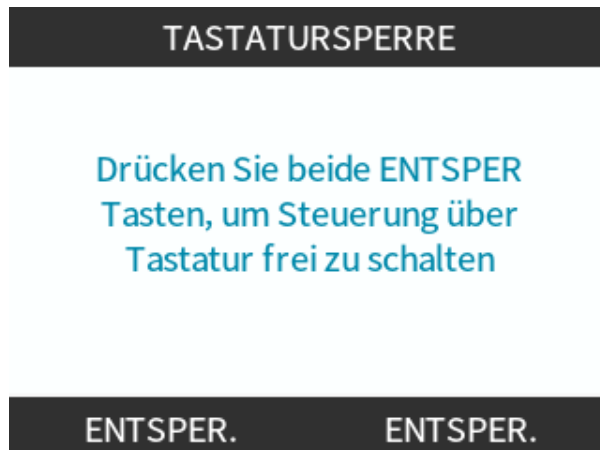 TASTATURSPERRE
Drücken Sie beide ENTSPER
Tasten, um Steuerung über
Tastatur frei zu schalten
ENTSPER. ENTSPER.